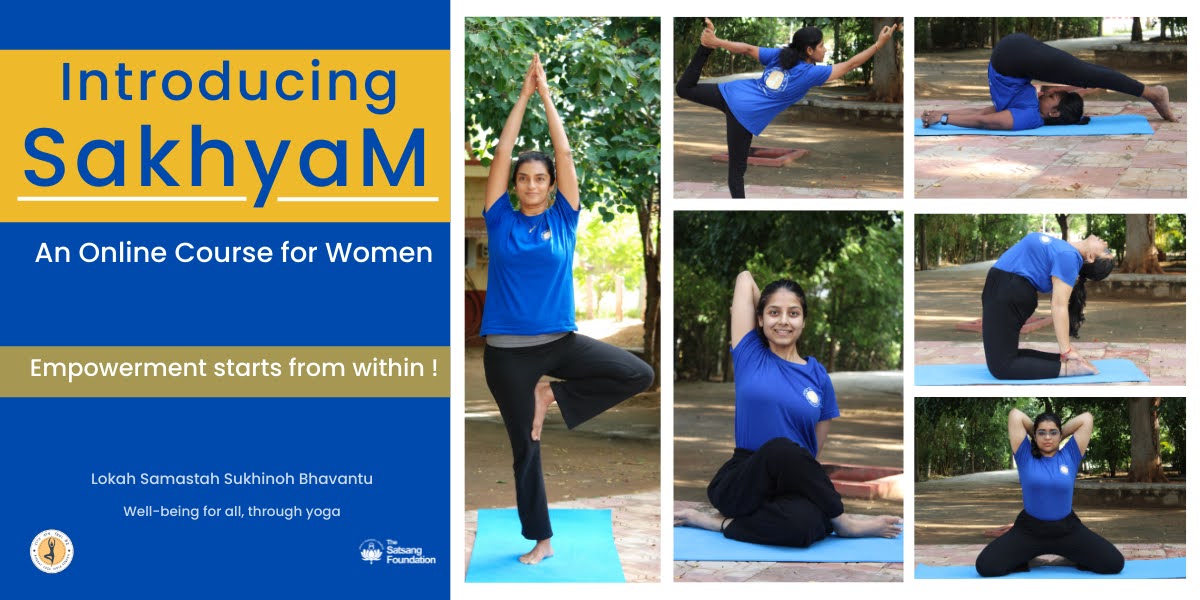 Introducing
SakhyaM
An Online Course for Women
Empowerment starts from within !
Lokah Samastah Sukhinoh Bhavantu
Well-being for all, through yoga
The
Satsang
Foundation